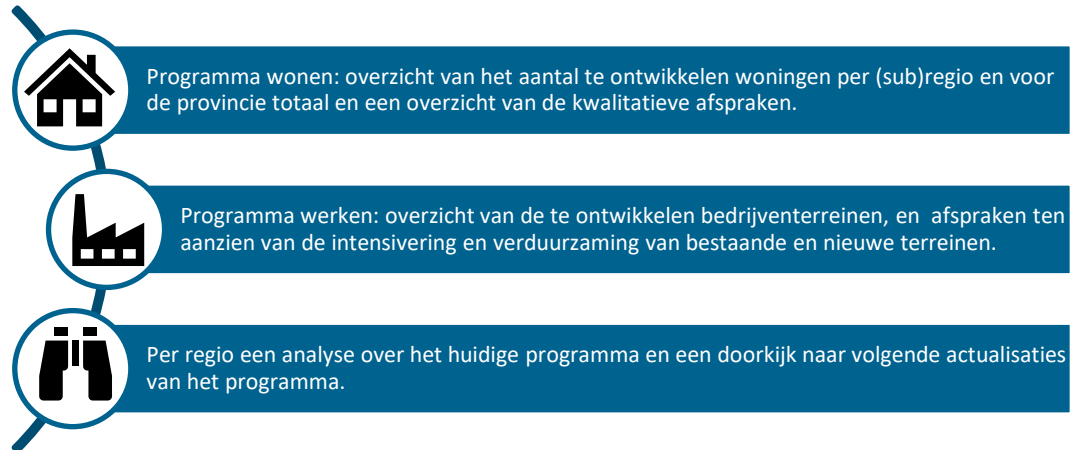 Programma wonen: overzicht van het aantal te ontwikkelen woningen per (sub)regio en voor
de provincie totaal en een overzicht van de kwalitatieve afspraken.
Programma werken: overzicht van de te ontwikkelen bedrijventerreinen, en  afspraken ten
aanzien van de intensivering en verduurzaming van bestaande en nieuwe terreinen.
Per regio een analyse over het huidige programma en een doorkijk naar volgende actualisaties
van het programma.